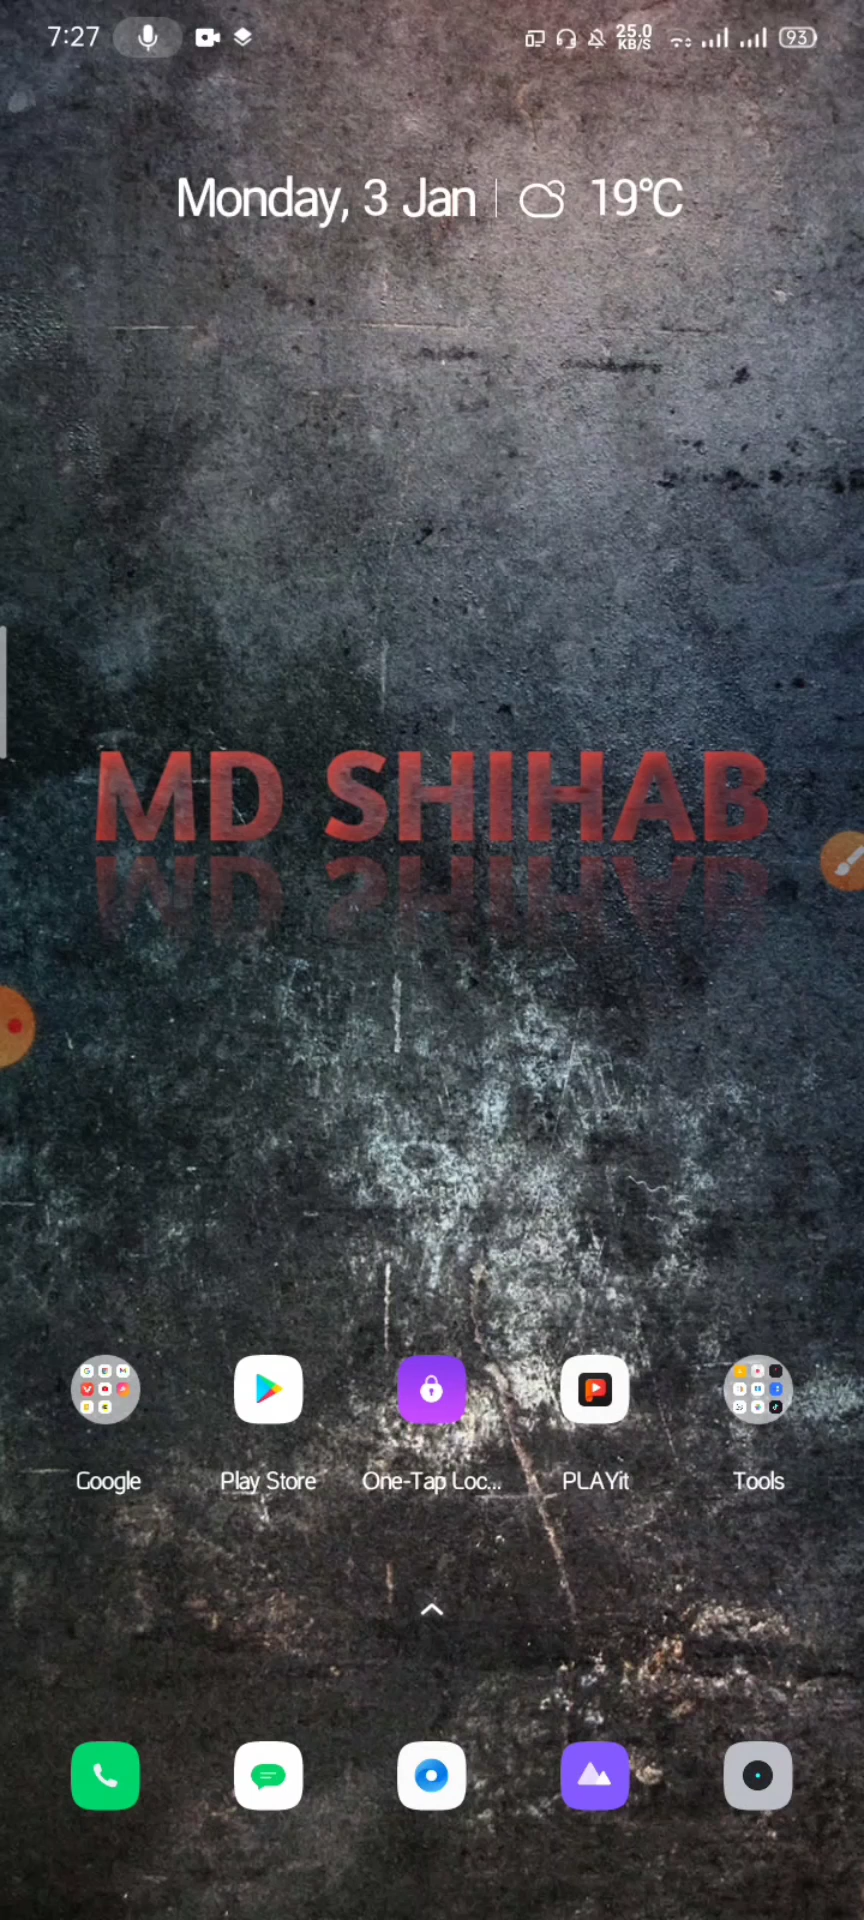 7:27 25.0 KB/S 93
Monday, 3 Jan 19°C
MD SHIHAB
Google Play Store One-Tap Loc... PLAYit Tools